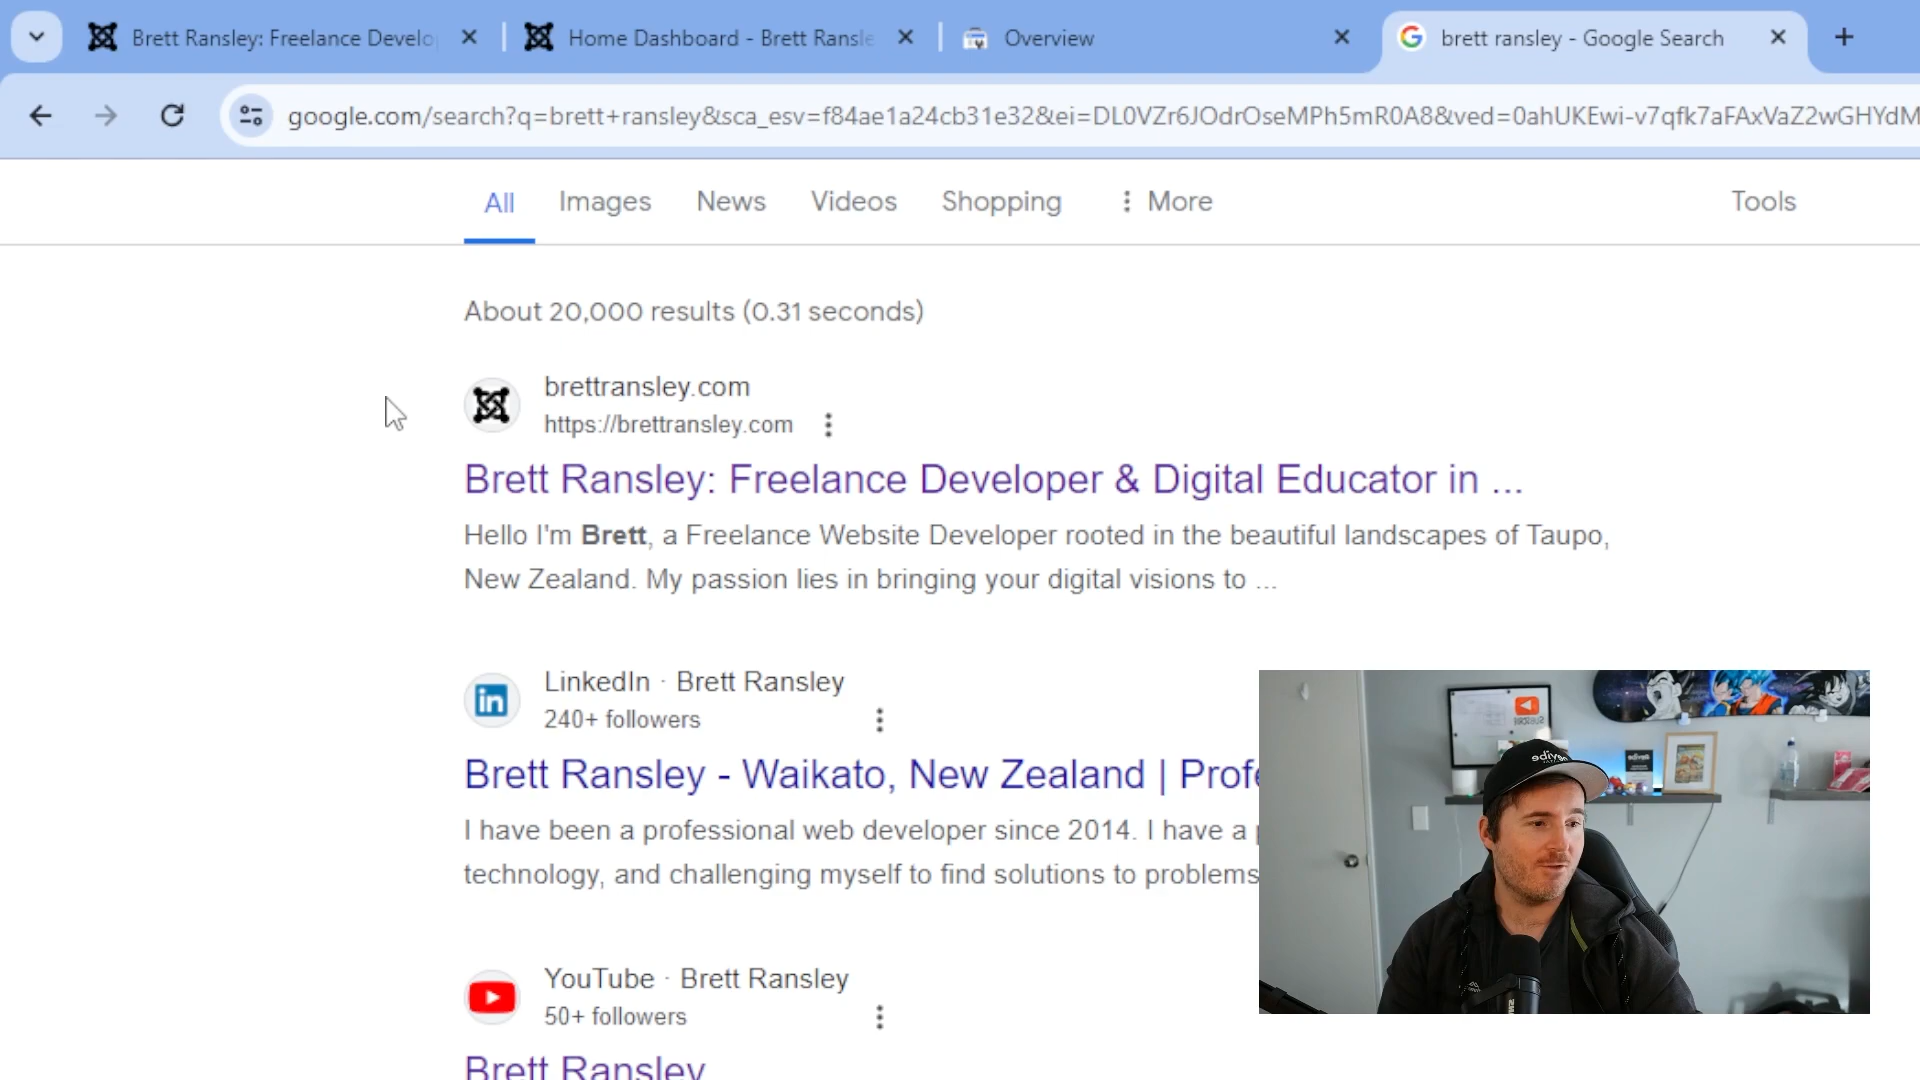 Brett Ransley: Freelance Develo
Home Dashboard - Brett Ransle
Overview
brett ransley - Google Search
google.com/search?q=brett+ransley&sca_esv=f84ae1a24cb31e32&ei=DL0VZr6JOdrOseMPh5mR0A8&ved=0ahUKEwi-v7qfk7aFAxVaZ2wGHYdM
All
Images
News
Videos
Shopping
More
Tools
About 20,000 results (0.31 seconds)
brettransley.com
https://brettransley.com
Brett Ransley: Freelance Developer & Digital Educator in ...
Hello I'm Brett, a Freelance Website Developer rooted in the beautiful landscapes of Taupo,
New Zealand. My passion lies in bringing your digital visions to ...
LinkedIn · Brett Ransley
240+ followers
Brett Ransley - Waikato, New Zealand | Profe
I have been a professional web developer since 2014. I have a p
technology, and challenging myself to find solutions to problems
YouTube · Brett Ransley
50+ followers
Brett Ransley